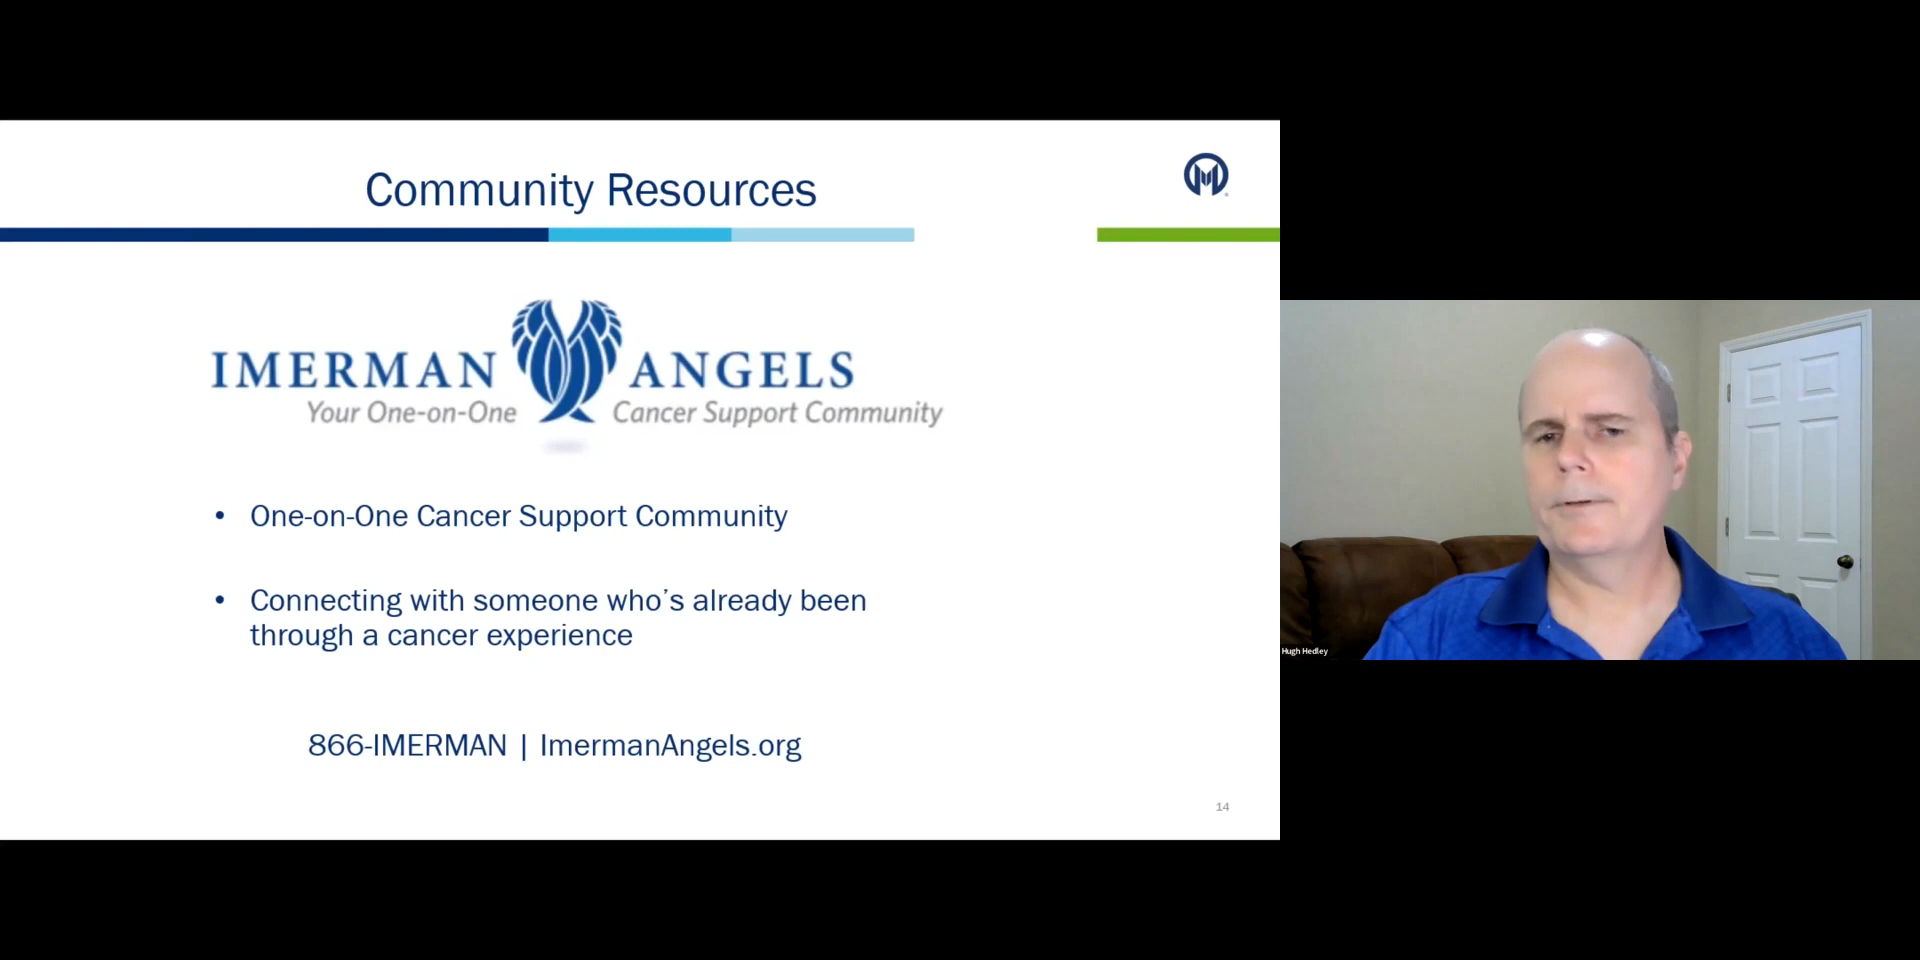 Community Resources
IMERMAN ANGELS
Your One-on-One Cancer Support Community
• One-on-One Cancer Support Community
• Connecting with someone who’s already been
through a cancer experience
866-IMERMAN | ImermanAngels.org
14
Hugh Hedley